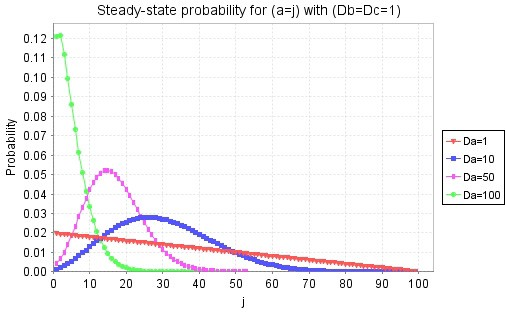 Steady-state probability for (a=j) with (Db=Dc=1)
Probability
0.12
0.11
0.10
0.09
0.08
0.07
0.06
0.05
0.04
0.03
0.02
0.01
0.00
0 10 20 30 40 50 60 70 80 90 100
j
Da=1
Da=10
Da=50
Da=100